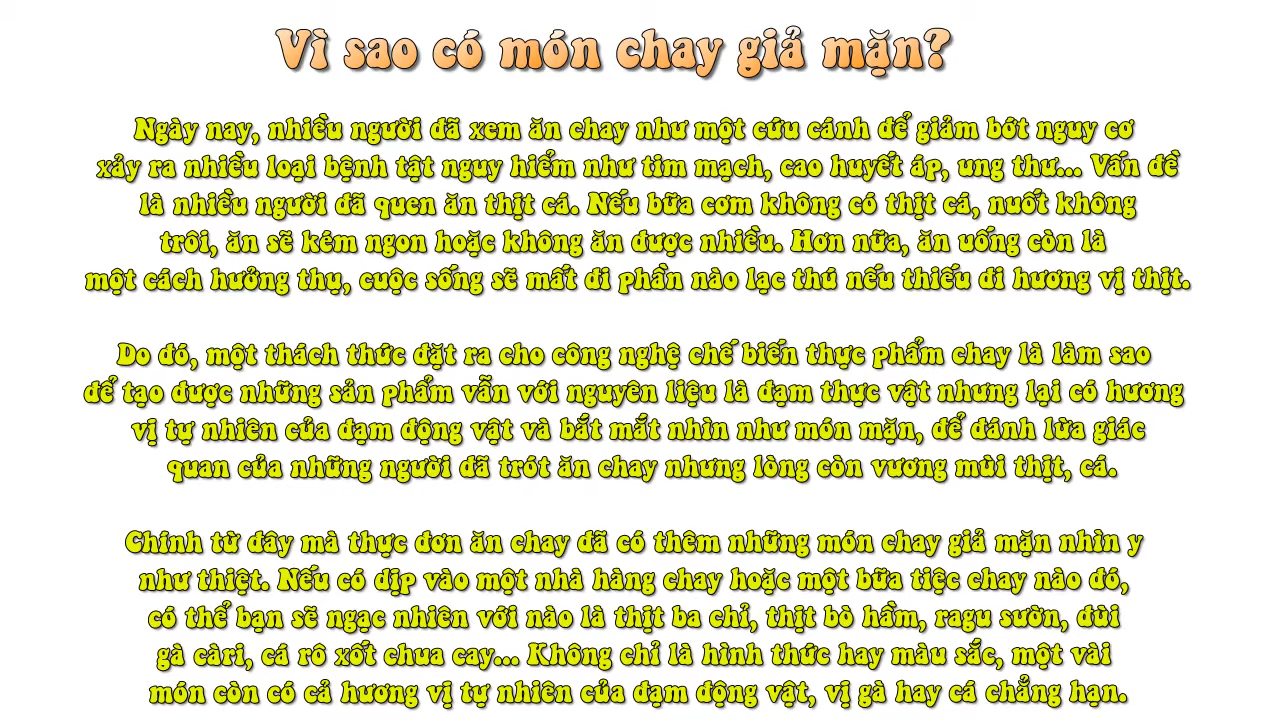 Vì sao có món chay giả mặn?
Ngày nay, nhiều người đã xem ăn chay như một cứu cánh để giảm bớt nguy cơ
xảy ra nhiều loại bệnh tật nguy hiểm như tim mạch, cao huyết áp, ung thư... Vấn đề
là nhiều người đã quen ăn thịt cá. Nếu bữa cơm không có thịt cá, nuốt không
trôi, ăn sẽ kém ngon hoặc không ăn được nhiều. Hơn nữa, ăn uống còn là
một cách hưởng thụ, cuộc sống sẽ mất đi phần nào lạc thú nếu thiếu đi hương vị thịt.
Do đó, một thách thức đặt ra cho công nghệ chế biến thực phẩm chay là làm sao
để tạo được những sản phẩm vẫn với nguyên liệu là đạm thực vật nhưng lại có hương
vị tự nhiên của đạm động vật và bắt mắt nhìn như món mặn, để đánh lừa giác
quan của những người đã trót ăn chay nhưng lòng còn vương mùi thịt, cá.
Chính từ đây mà thực đơn ăn chay đã có thêm những món chay giả mặn nhìn y
như thiệt. Nếu có dịp vào một nhà hàng chay hoặc một bữa tiệc chay nào đó,
có thể bạn sẽ ngạc nhiên với nào là thịt ba chỉ, thịt bò hầm, ragu sườn, đùi
gà càri, cá rô xốt chua cay... Không chỉ là hình thức hay màu sắc, một vài
món còn có cả hương vị tự nhiên của đạm động vật, vị gà hay cá chẳng hạn.